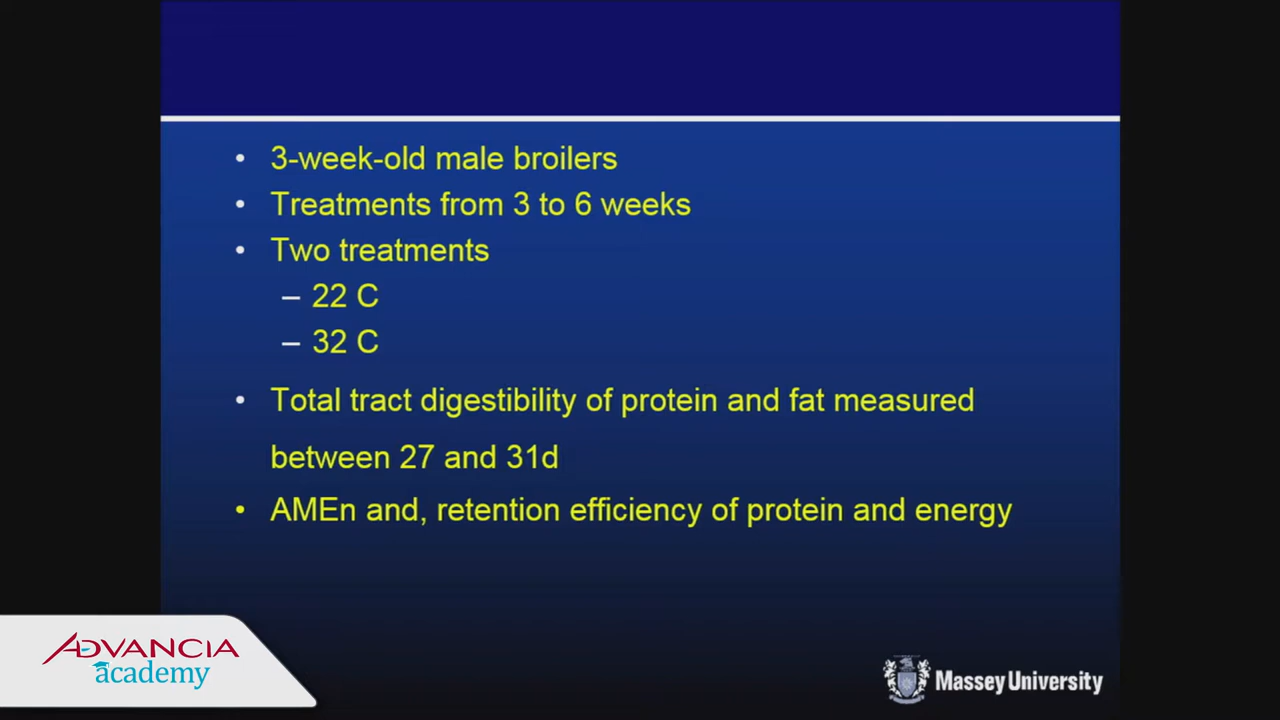 • 3-week-old male broilers
• Treatments from 3 to 6 weeks
• Two treatments
– 22 C
– 32 C
• Total tract digestibility of protein and fat measured
between 27 and 31d
• AMEn and, retention efficiency of protein and energy
ADVANCIA
academy
Massey University